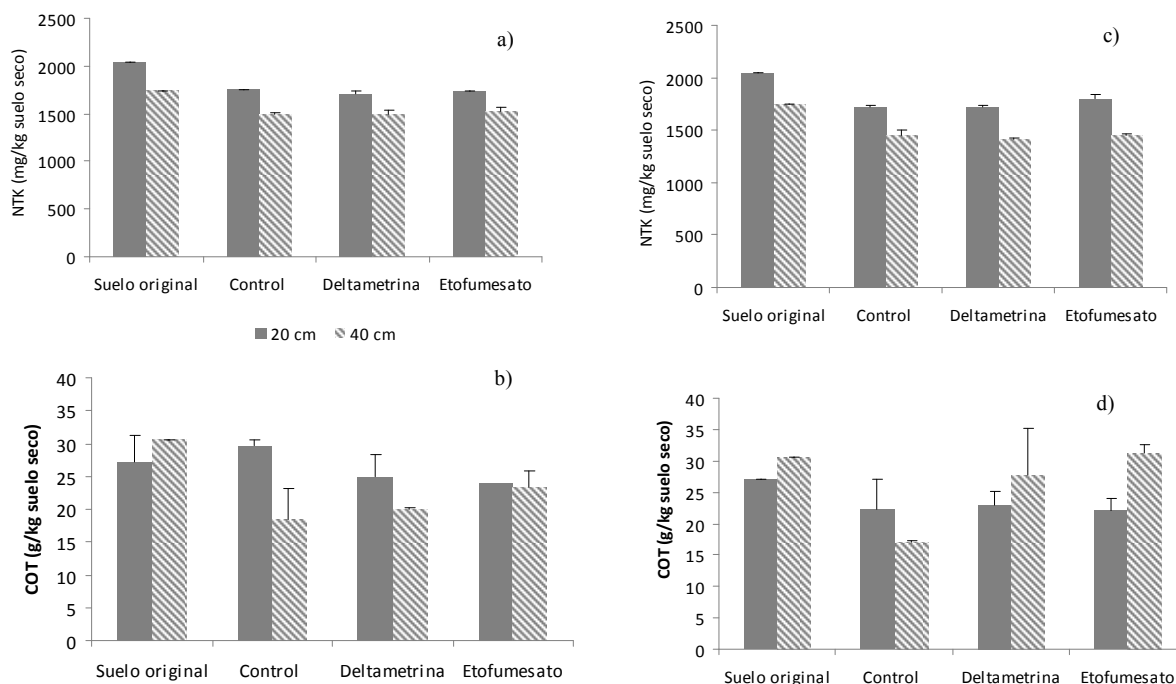 a)
NTK (mg/kg suelo seco)
2500
2000
1500
1000
500
0
Suelo original Control Deltametrina Etofumesato
20 cm 40 cm
b)
COT (g/kg suelo seco)
40
35
30
25
20
15
10
5
0
Suelo original Control Deltametrina Etofumesato
c)
NTK (mg/kg suelo seco)
2500
2000
1500
1000
500
0
Suelo original Control Deltametrina Etofumesato
d)
COT (g/kg suelo seco)
40
35
30
25
20
15
10
5
0
Suelo original Control Deltametrina Etofumesato